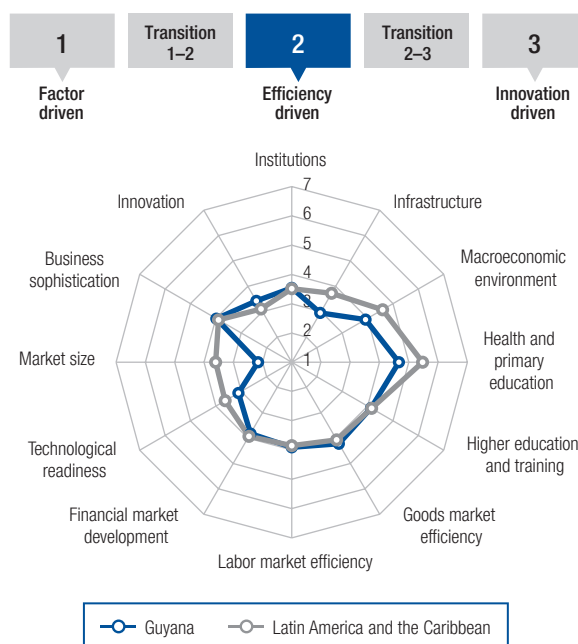 1
Transition
1–2
2
Transition
2–3
3
Factor
driven
Efficiency
driven
Innovation
driven
Institutions
Infrastructure
Macroeconomic
environment
Health and
primary
education
Higher education
and training
Goods market
efficiency
Labor market efficiency
Financial market
development
Technological
readiness
Market size
Business
sophistication
Innovation
7
6
5
4
3
2
1
Guyana
Latin America and the Caribbean